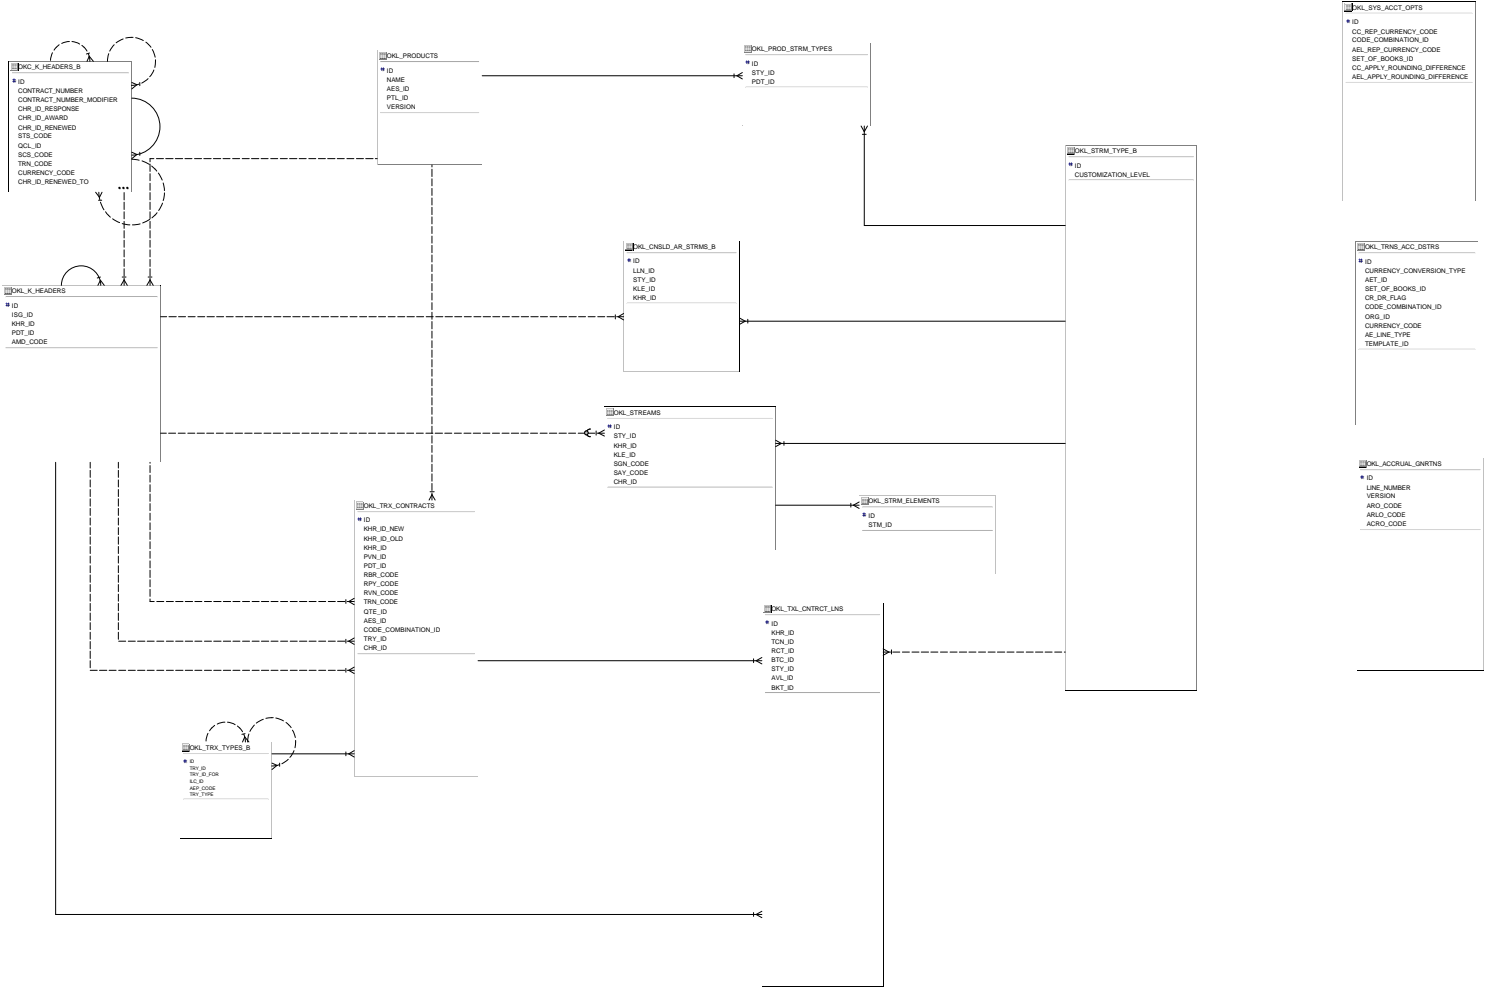 OKC_K_HEADERS_B
# ID
CONTRACT_NUMBER
CONTRACT_NUMBER_MODIFIER
CHR_ID_RESPONSE
CHR_ID_AWARD
CHR_ID_RENEWED
STS_CODE
QCL_ID
SCS_CODE
TRN_CODE
CURRENCY_CODE
CHR_ID_RENEWED_TO
...
OKL_PRODUCTS
# ID
NAME
AES_ID
PTL_ID
VERSION
OKL_PROD_STRM_TYPES
# ID
STY_ID
PDT_ID
OKL_SYS_ACCT_OPTS
* ID
CC_REP_CURRENCY_CODE
CODE_COMBINATION_ID
AEL_REP_CURRENCY_CODE
SET_OF_BOOKS_ID
CC_APPLY_ROUNDING_DIFFERENCE
AEL_APPLY_ROUNDING_DIFFERENCE
OKL_STRM_TYPE_B
# ID
CUSTOMIZATION_LEVEL
OKL_CNSLD_AR_STRMS_B
* ID
LLN_ID
STY_ID
KLE_ID
KHR_ID
OKL_TRNS_ACC_DSTRS
# ID
CURRENCY_CONVERSION_TYPE
AET_ID
SET_OF_BOOKS_ID
CR_DR_FLAG
CODE_COMBINATION_ID
ORG_ID
CURRENCY_CODE
AE_LINE_TYPE
TEMPLATE_ID
OKL_K_HEADERS
# ID
ISG_ID
KHR_ID
PDT_ID
AMD_CODE
OKL_STREAMS
# ID
STY_ID
KHR_ID
KLE_ID
SGN_CODE
SAY_CODE
CHR_ID
OKL_ACCRUAL_GNRTNS
* ID
LINE_NUMBER
VERSION
ARO_CODE
ARLO_CODE
ACRO_CODE
OKL_STRM_ELEMENTS
# ID
STM_ID
OKL_TRX_CONTRACTS
# ID
KHR_ID_NEW
KHR_ID_OLD
KHR_ID
PVN_ID
PDT_ID
RBR_CODE
RPY_CODE
RVN_CODE
TRN_CODE
QTE_ID
AES_ID
CODE_COMBINATION_ID
TRY_ID
CHR_ID
OKL_TXL_CNTRCT_LNS
* ID
KHR_ID
TCN_ID
RCT_ID
BTC_ID
STY_ID
AVL_ID
BKT_ID
OKL_TRX_TYPES_B
* ID
TRY_ID
TRY_ID_FOR
ILC_ID
AEP_CODE
TRY_TYPE